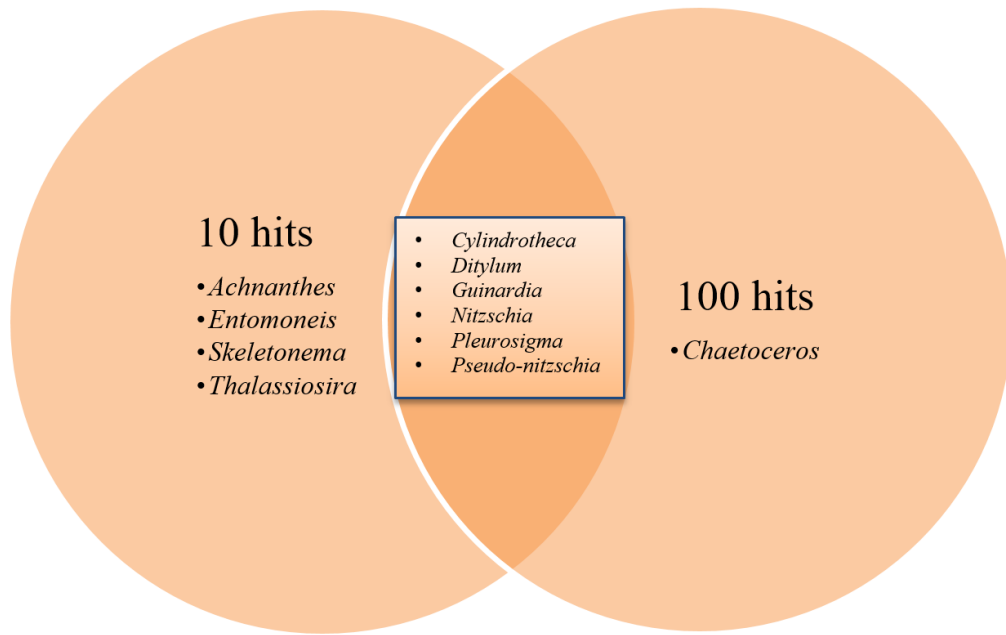 10 hits
• Achnanthes
• Entomoneis
• Skeletonema
• Thalassiosira
• Cylindrotheca
• Ditylum
• Guinardia
• Nitzschia
• Pleurosigma
• Pseudo-nitzschia
100 hits
• Chaetoceros